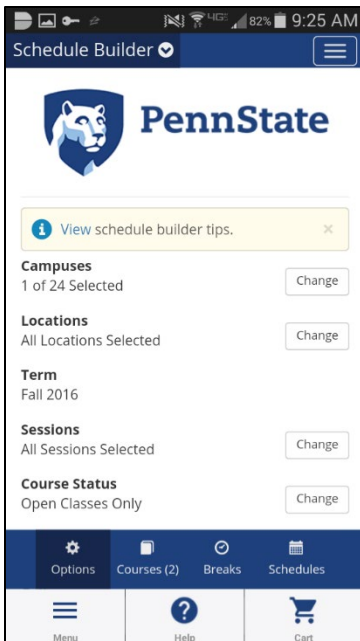 4G 82% 9:25 AM
Schedule Builder
PennState
View schedule builder tips. ×
Campuses
1 of 24 Selected
Change
Locations
All Locations Selected
Change
Term
Fall 2016
Sessions
All Sessions Selected
Change
Course Status
Open Classes Only
Change
Options Courses (2) Breaks Schedules
Menu Help Cart